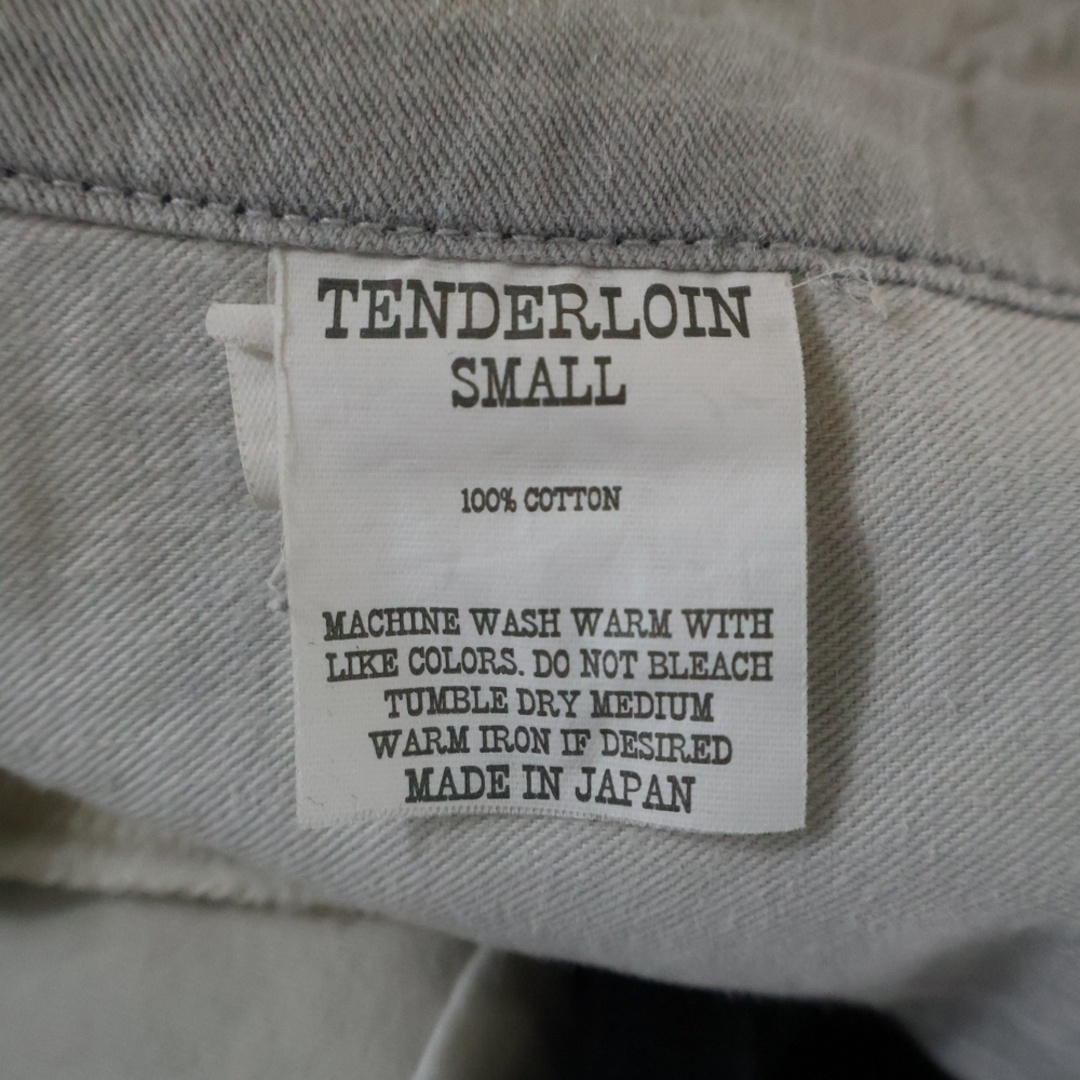 TENDERLOIN
SMALL
100% COTTON
MACHINE WASH WARM WITH
LIKE COLORS. DO NOT BLEACH
TUMBLE DRY MEDIUM
WARM IRON IF DESIRED
MADE IN JAPAN